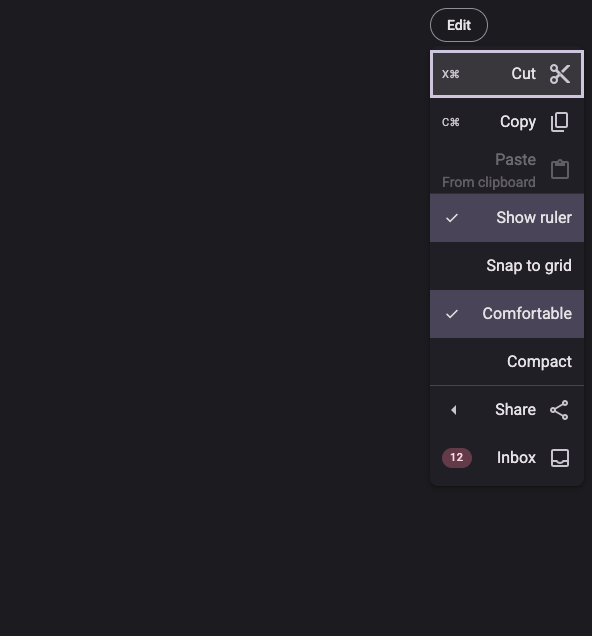 Edit
Cut X⌘
Copy C⌘
Paste
From clipboard
Show ruler
Snap to grid
Comfortable
Compact
Share
Inbox 12